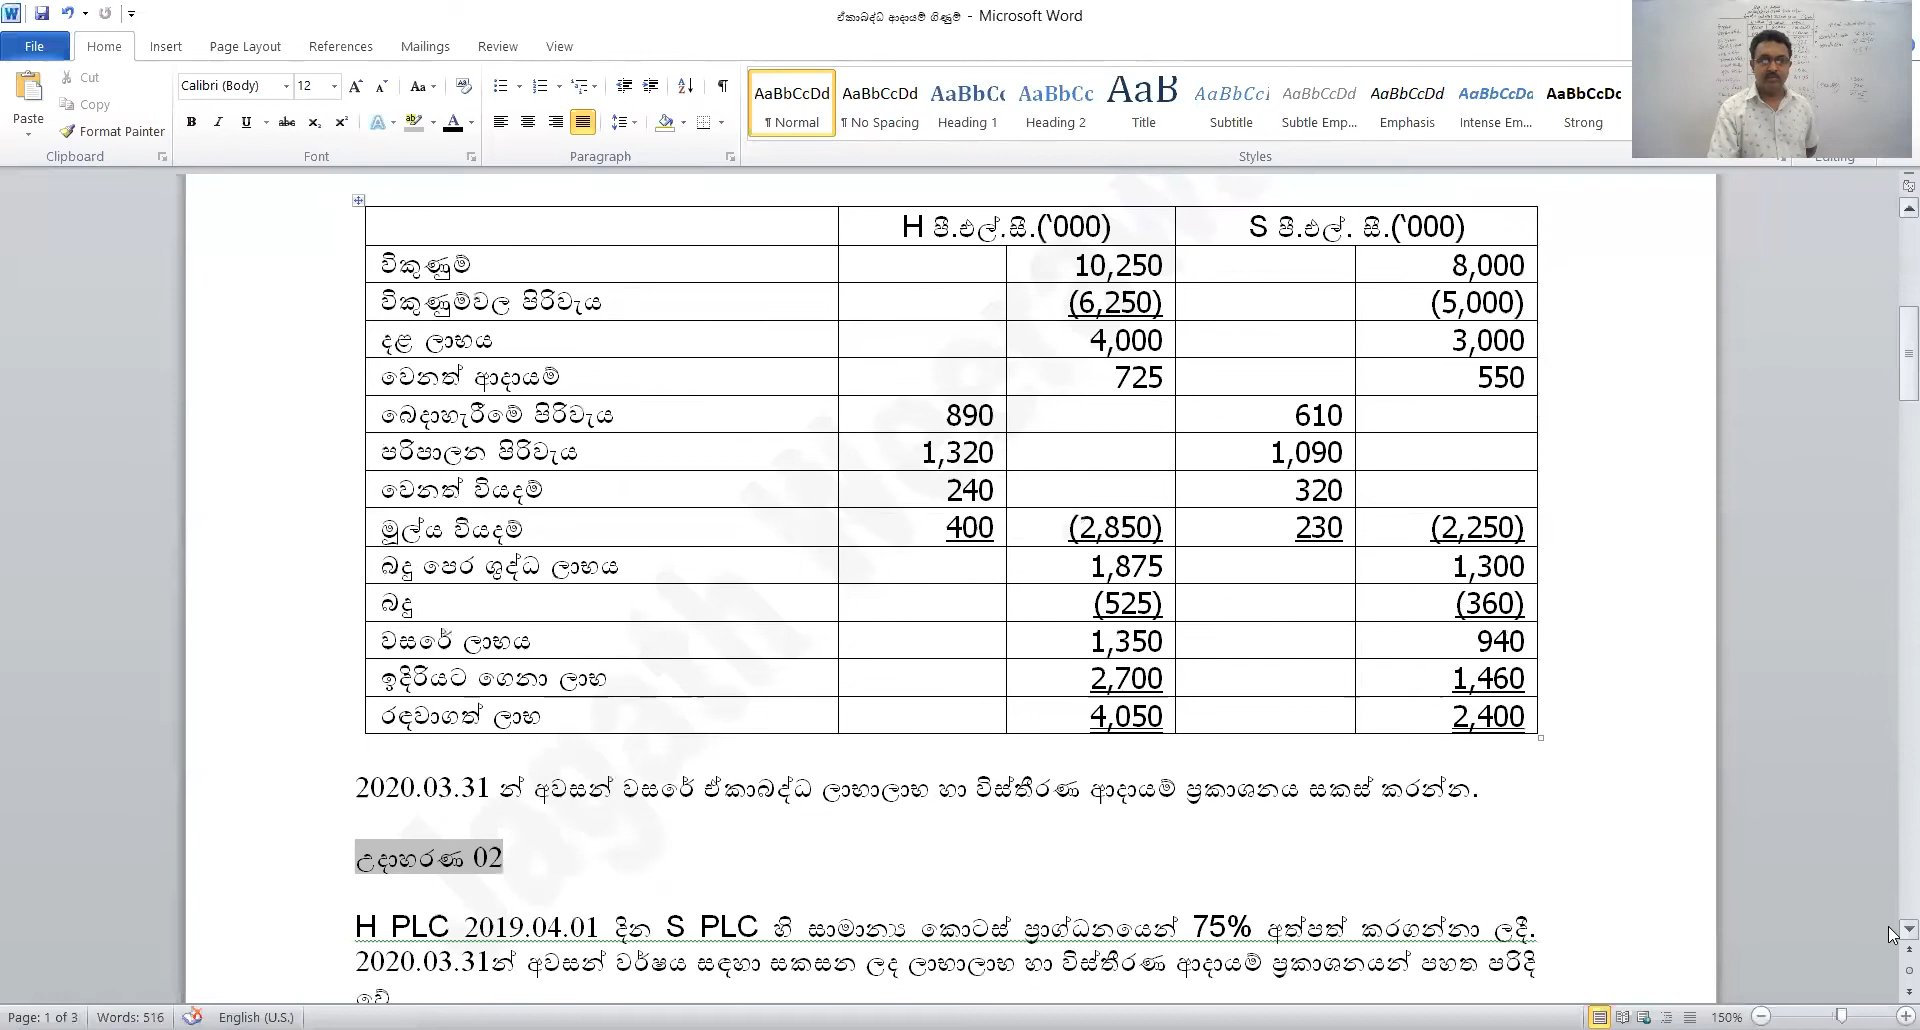 ඒකාබද්ධ ආදායම් ගිණුම් - Microsoft Word
File Home Insert Page Layout References Mailings Review View
Paste
Cut
Copy
Format Painter
Clipboard
Calibri (Body) 12
Font
Paragraph
AaBbCcDd AaBbCcDd AaBbCc AaBbCc AaB AaBbCcI AaBbCcDd AaBbCcDd AaBbCcDd AaBbCcDc
¶ Normal ¶ No Spacing Heading 1 Heading 2 Title Subtitle Subtle Emp... Emphasis Intense Em... Strong
Styles
Editing
H පී.එල්.සී.('000) S පී.එල්. සී.('000)
විකුණුම් 10,250 8,000
විකුණුම්වල පිරිවැය (6,250) (5,000)
දළ ලාභය 4,000 3,000
වෙනත් ආදායම් 725 550
බෙදාහැරීමේ පිරිවැය 890 610
පරිපාලන පිරිවැය 1,320 1,090
වෙනත් වියදම් 240 320
මූල්‍ය වියදම් 400 (2,850) 230 (2,250)
බදු පෙර ශුද්ධ ලාභය 1,875 1,300
බදු (525) (360)
වසරේ ලාභය 1,350 940
ඉදිරියට ගෙනා ලාභ 2,700 1,460
රඳවාගත් ලාභ 4,050 2,400
2020.03.31 න් අවසන් වසරේ ඒකාබද්ධ ලාභාලාභ හා විස්තීරණ ආදායම් ප්‍රකාශනය සකස් කරන්න.
උදාහරණ 02
H PLC 2019.04.01 දින S PLC හි සාමාන්‍ය කොටස් ප්‍රාග්ධනයෙන් 75% අත්පත් කරගන්නා ලදී.
2020.03.31න් අවසන් වර්ෂය සඳහා සකසන ලද ලාභාලාභ හා විස්තීරණ ආදායම් ප්‍රකාශනයන් පහත පරිදි
වේ
Jagath Weeraw
Page: 1 of 3 Words: 516 English (U.S.) 150%